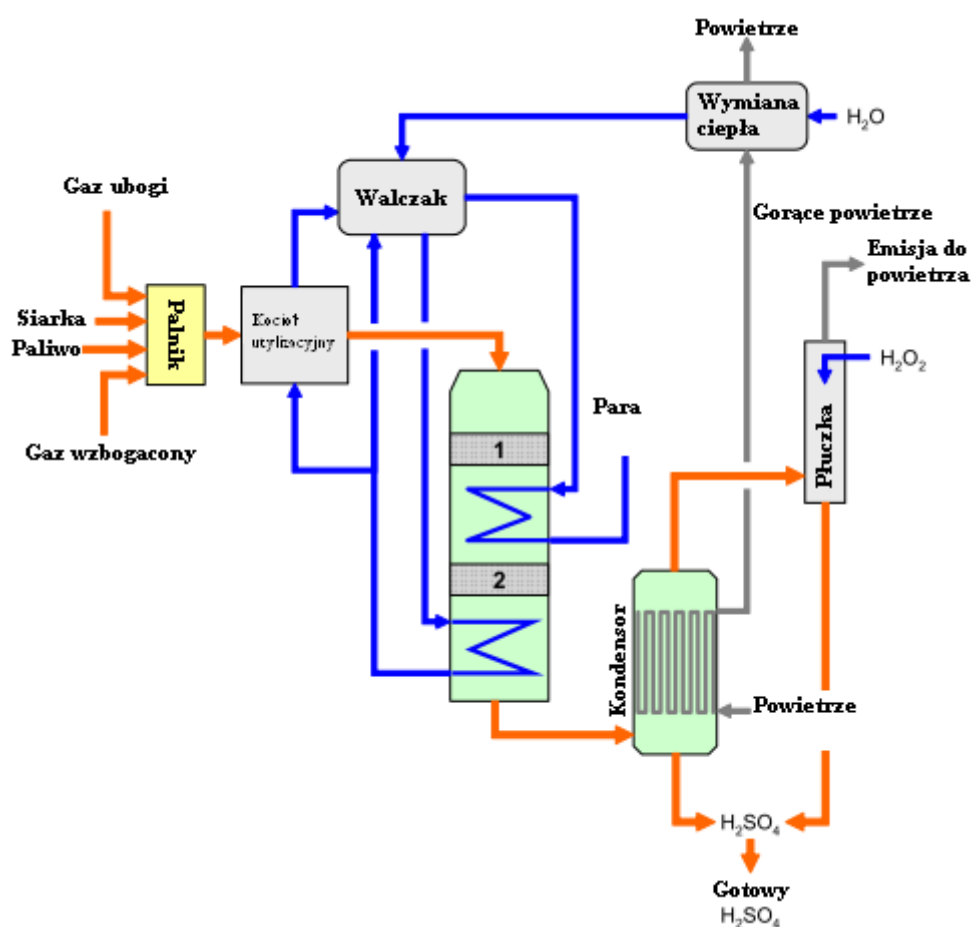 Powietrze
Wymiana
ciepła
H₂O
Gaz ubogi
Walczak
Gorące powietrze
Emisja do
powietrza
Siarka
Paliwo
Palnik
Kocioł
utylizacyjny
H₂O₂
Para
Gaz wzbogacony
1
Płuczka
2
Kondensor
Powietrze
H₂SO₄
Gotowy
H₂SO₄